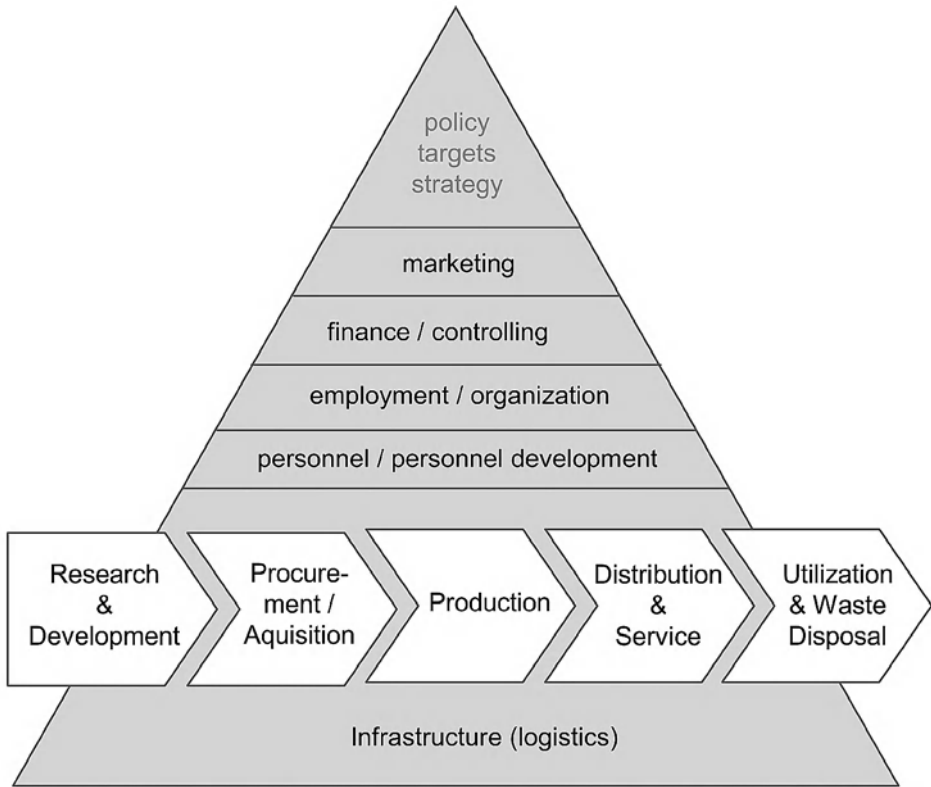 policy
targets
strategy
marketing
finance / controlling
employment / organization
personnel / personnel development
Research
&
Development
Procure-
ment /
Aquisition
Production
Distribution
&
Service
Utilization
& Waste
Disposal
Infrastructure (logistics)